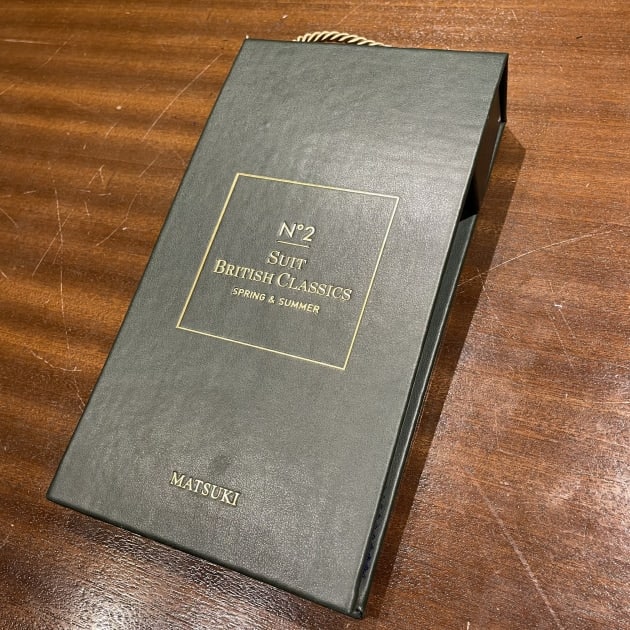 N°2
SUIT
BRITISH CLASSICS
SPRING & SUMMER
MATSUKI